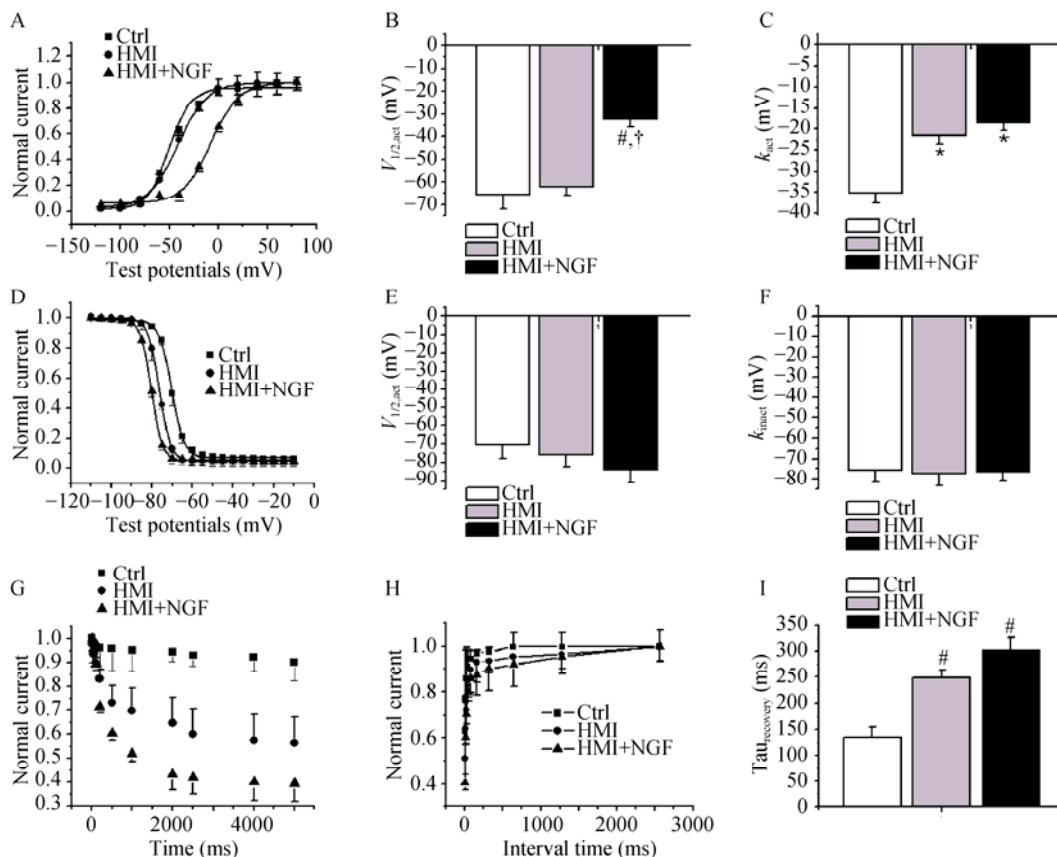 A
Ctrl
HMI
HMI+NGF
1.2
1.0
0.8
0.6
0.4
0.2
0.0
Normal current
−150 −100 −50 0 50 100
Test potentials (mV)
B
0
−10
−20
−30
−40
−50
−60
−70
V1/2,act (mV)
#,†
Ctrl
HMI
HMI+NGF
C
0
−5
−10
−15
−20
−25
−30
−35
−40
kact (mV)
* *
Ctrl
HMI
HMI+NGF
D
1.0
0.8
0.6
0.4
0.2
0.0
Normal current
Ctrl
HMI
HMI+NGF
−120 −100 −80 −60 −40 −20 0
Test potentials (mV)
E
0
−10
−20
−30
−40
−50
−60
−70
−80
−90
V1/2,act (mV)
Ctrl
HMI
HMI+NGF
F
0
−10
−20
−30
−40
−50
−60
−70
−80
kinact (mV)
Ctrl
HMI
HMI+NGF
G
Ctrl
HMI
HMI+NGF
1.0
0.9
0.8
0.7
0.6
0.5
0.4
0.3
Normal current
0 2000 4000
Time (ms)
H
1.0
0.8
0.6
0.4
Normal current
Ctrl
HMI
HMI+NGF
0 1000 2000 3000
Interval time (ms)
I
Ctrl
HMI
HMI+NGF
350
300
250
200
150
100
50
0
Taurecovery (ms)
# #